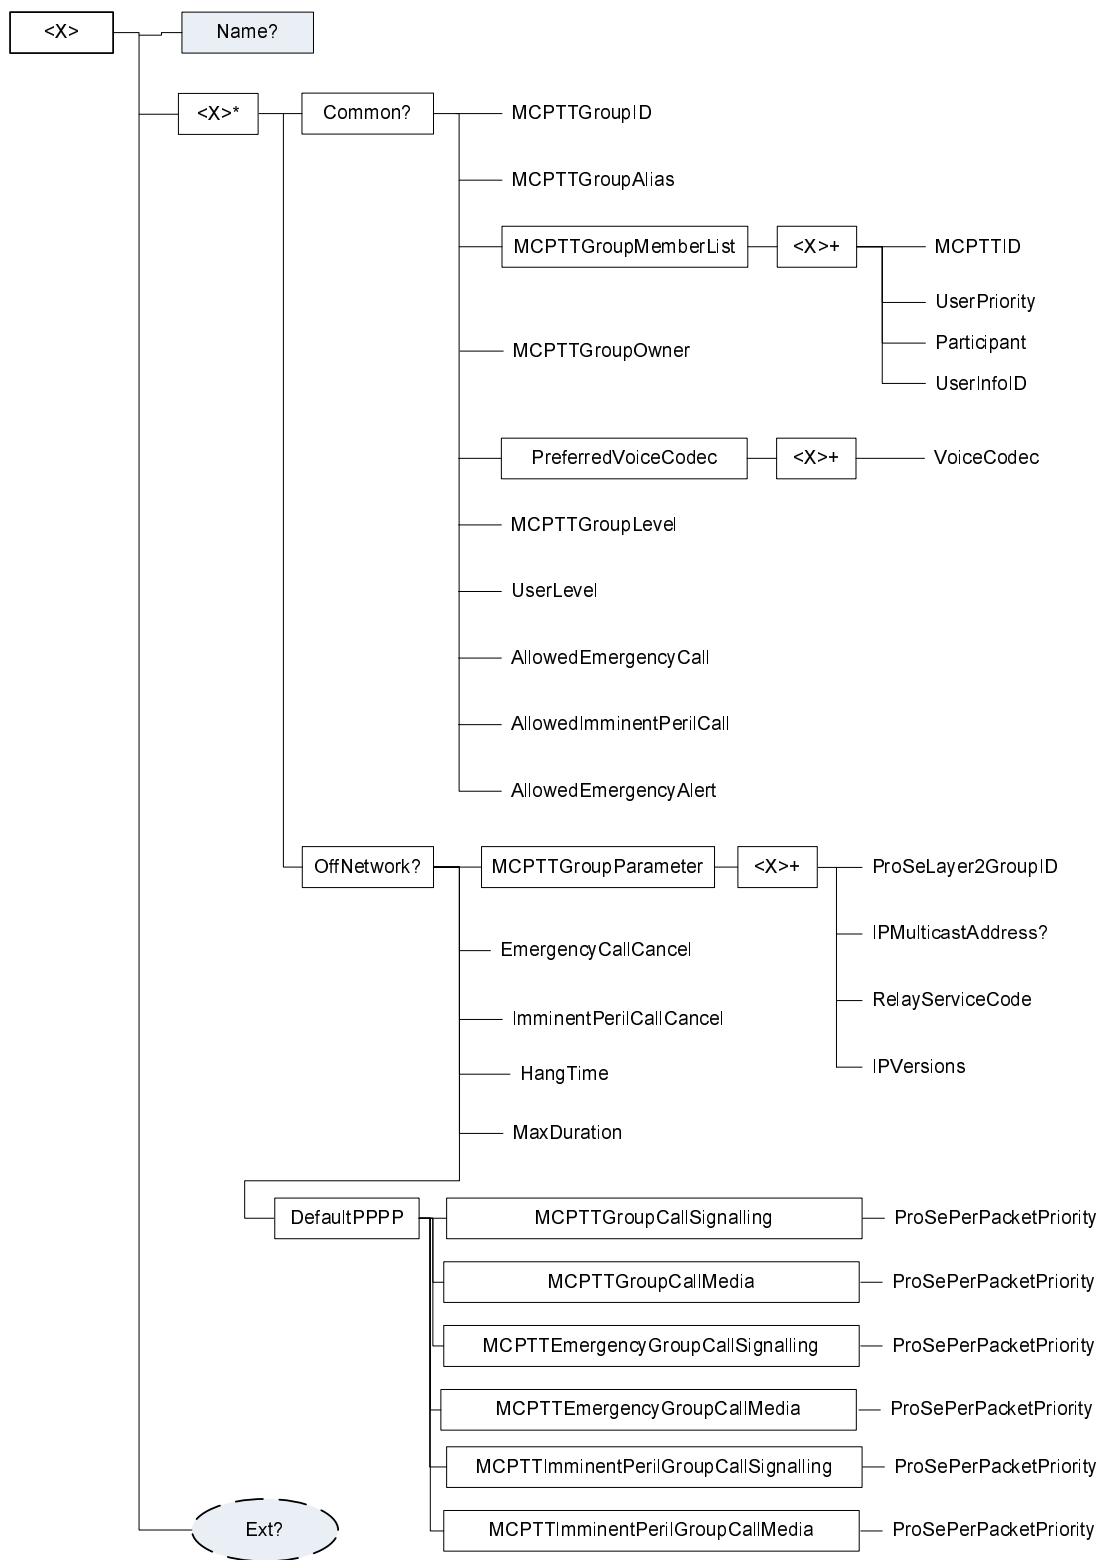 <X>
Name?
<X>*
Common?
MCPTTGroupID
MCPTTGroupAlias
MCPTTGroupMemberList
<X>+
MCPTTID
UserPriority
Participant
UserInfoID
MCPTTGroupOwner
PreferredVoiceCodec
<X>+
VoiceCodec
MCPTTGroupLevel
UserLevel
AllowedEmergencyCall
AllowedImminentPerilCall
AllowedEmergencyAlert
OffNetwork?
MCPTTGroupParameter
<X>+
ProSeLayer2GroupID
IPMulticastAddress?
RelayServiceCode
IPVersions
EmergencyCallCancel
ImminentPerilCallCancel
HangTime
MaxDuration
DefaultPPPP
MCPTTGroupCallSignalling
ProSePerPacketPriority
MCPTTGroupCallMedia
ProSePerPacketPriority
MCPTTEmergencyGroupCallSignalling
ProSePerPacketPriority
MCPTTEmergencyGroupCallMedia
ProSePerPacketPriority
MCPTTImminentPerilGroupCallSignalling
ProSePerPacketPriority
MCPTTImminentPerilGroupCallMedia
ProSePerPacketPriority
Ext?